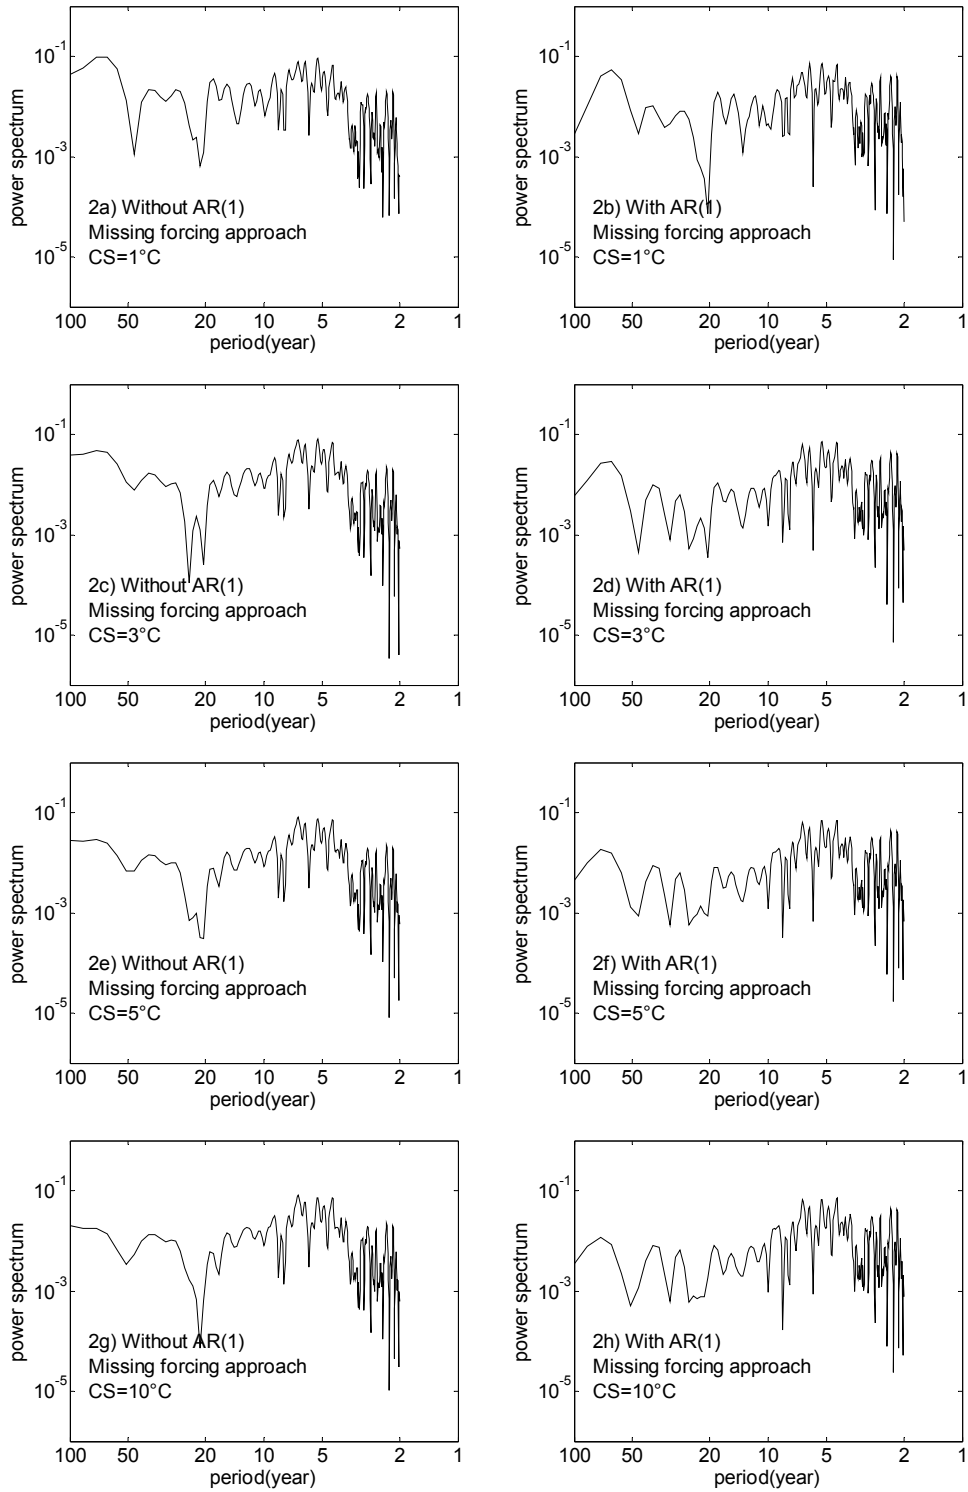 power spectrum
10-1
10-3
10-5
2a) Without AR(1)
Missing forcing approach
CS=1°C
100 50 20 10 5 2 1
period(year)
power spectrum
10-1
10-3
10-5
2b) With AR(1)
Missing forcing approach
CS=1°C
100 50 20 10 5 2 1
period(year)
power spectrum
10-1
10-3
10-5
2c) Without AR(1)
Missing forcing approach
CS=3°C
100 50 20 10 5 2 1
period(year)
power spectrum
10-1
10-3
10-5
2d) With AR(1)
Missing forcing approach
CS=3°C
100 50 20 10 5 2 1
period(year)
power spectrum
10-1
10-3
10-5
2e) Without AR(1)
Missing forcing approach
CS=5°C
100 50 20 10 5 2 1
period(year)
power spectrum
10-1
10-3
10-5
2f) With AR(1)
Missing forcing approach
CS=5°C
100 50 20 10 5 2 1
period(year)
power spectrum
10-1
10-3
10-5
2g) Without AR(1)
Missing forcing approach
CS=10°C
100 50 20 10 5 2 1
period(year)
power spectrum
10-1
10-3
10-5
2h) With AR(1)
Missing forcing approach
CS=10°C
100 50 20 10 5 2 1
period(year)